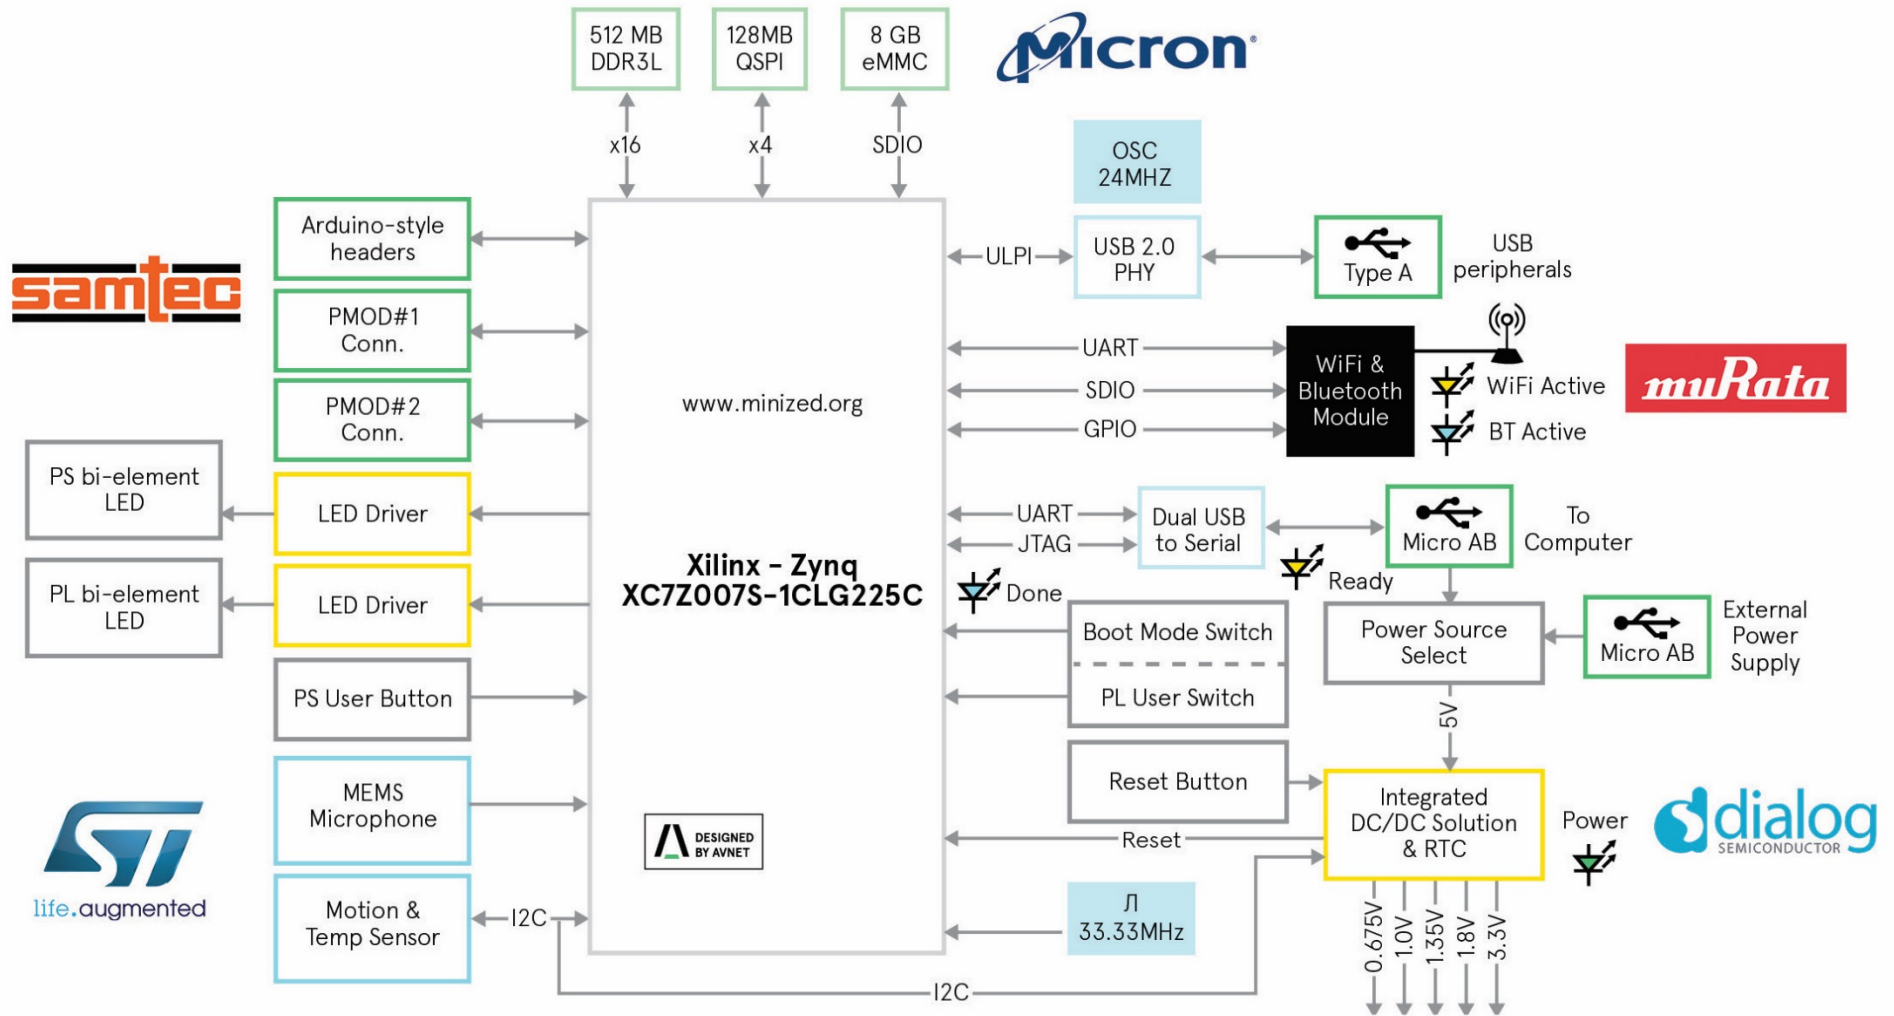 512 MB
DDR3L
128MB
QSPI
8 GB
eMMC
Micron®
x16
x4
SDIO
OSC
24MHZ
Arduino-style
headers
ULPI
USB 2.0
PHY
Type A
USB
peripherals
samtec
PMOD#1
Conn.
UART
SDIO
GPIO
WiFi &
Bluetooth
Module
WiFi Active
BT Active
muRata
PMOD#2
Conn.
www.minized.org
PS bi-element
LED
LED Driver
UART
JTAG
Dual USB
to Serial
Micro AB
To
Computer
Xilinx - Zynq
XC7Z007S-1CLG225C
Done
Ready
PL bi-element
LED
LED Driver
Boot Mode Switch
PL User Switch
Power Source
Select
Micro AB
External
Power
Supply
PS User Button
5V
Reset Button
MEMS
Microphone
DESIGNED
BY AVNET
Reset
Integrated
DC/DC Solution
& RTC
Power
dialog
SEMICONDUCTOR
ST
life.augmented
Motion &
Temp Sensor
I2C
33.33MHz
0.675V
1.0V
1.35V
1.8V
3.3V
I2C